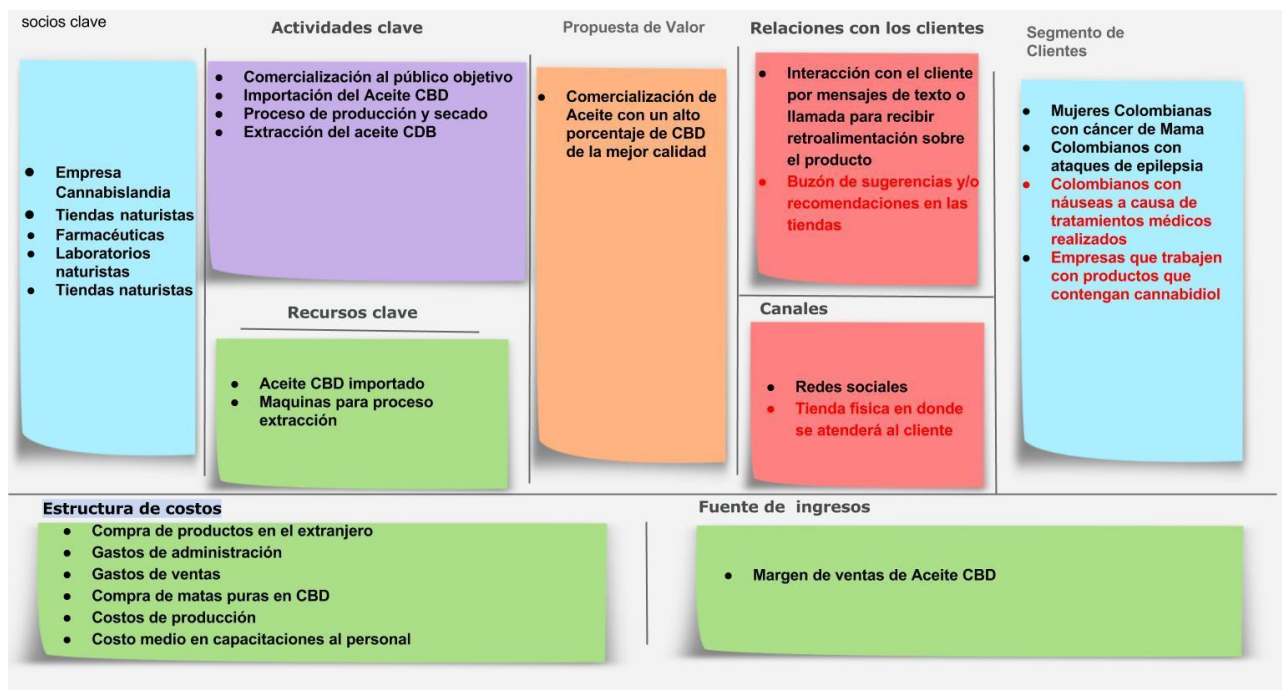 socios clave
Empresa
Cannabislandia
Tiendas naturistas
Farmacéuticas
Laboratorios
naturistas
Tiendas naturistas
Actividades clave
Comercialización al público objetivo
Importación del Aceite CBD
Proceso de producción y secado
Extracción del aceite CDB
Recursos clave
Aceite CBD importado
Maquinas para proceso
extracción
Propuesta de Valor
Comercialización de
Aceite con un alto
porcentaje de CBD
de la mejor calidad
Relaciones con los clientes
Interacción con el cliente
por mensajes de texto o
llamada para recibir
retroalimentación sobre
el producto
Buzón de sugerencias y/o
recomendaciones en las
tiendas
Canales
Redes sociales
Tienda física en donde
se atenderá al cliente
Segmento de
Clientes
Mujeres Colombianas
con cáncer de Mama
Colombianos con
ataques de epilepsia
Colombianos con
náuseas a causa de
tratamientos médicos
realizados
Empresas que trabajen
con productos que
contengan cannabidiol
Estructura de costos
Compra de productos en el extranjero
Gastos de administración
Gastos de ventas
Compra de matas puras en CBD
Costos de producción
Costo medio en capacitaciones al personal
Fuente de ingresos
Margen de ventas de Aceite CBD